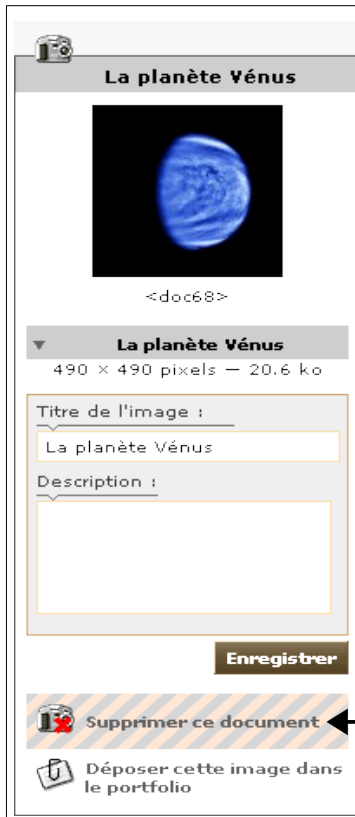 La planète Vénus
<doc68>
La planète Vénus
490 × 490 pixels — 20.6 ko
Titre de l'image :
La planète Vénus
Description :
Enregistrer
Supprimer ce document
Déposer cette image dans
le portfolio